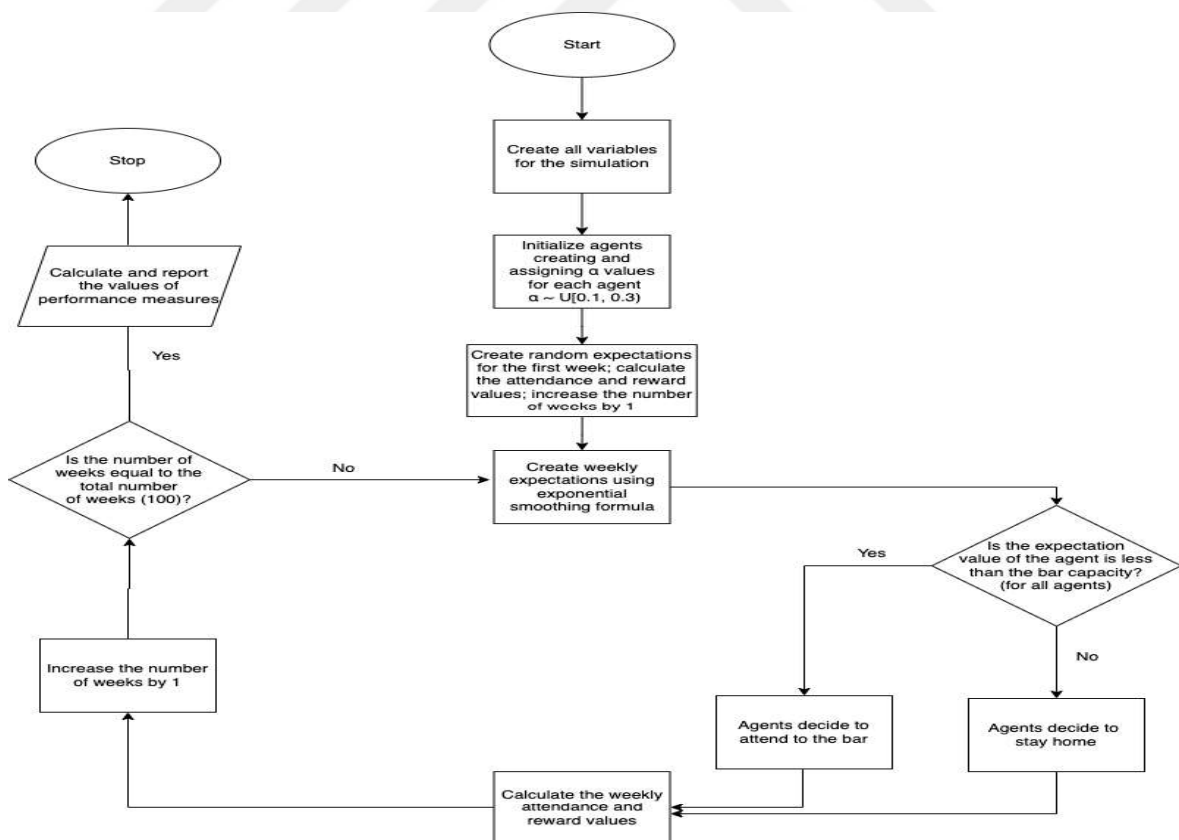 Start
Create all variables
for the simulation
Initialize agents
creating and
assigning α values
for each agent
α ~ U[0.1, 0.3)
Create random expectations
for the first week; calculate
the attendance and reward
values; increase the number
of weeks by 1
Create weekly
expectations using
exponential
smoothing formula
Is the expectation
value of the agent is less
than the bar capacity?
(for all agents)
Yes
No
Agents decide to
attend to the bar
Agents decide to
stay home
Calculate the weekly
attendance and
reward values
Increase the number
of weeks by 1
Is the number of
weeks equal to the
total number
of weeks (100)?
No
Yes
Calculate and report
the values of
performance measures
Stop